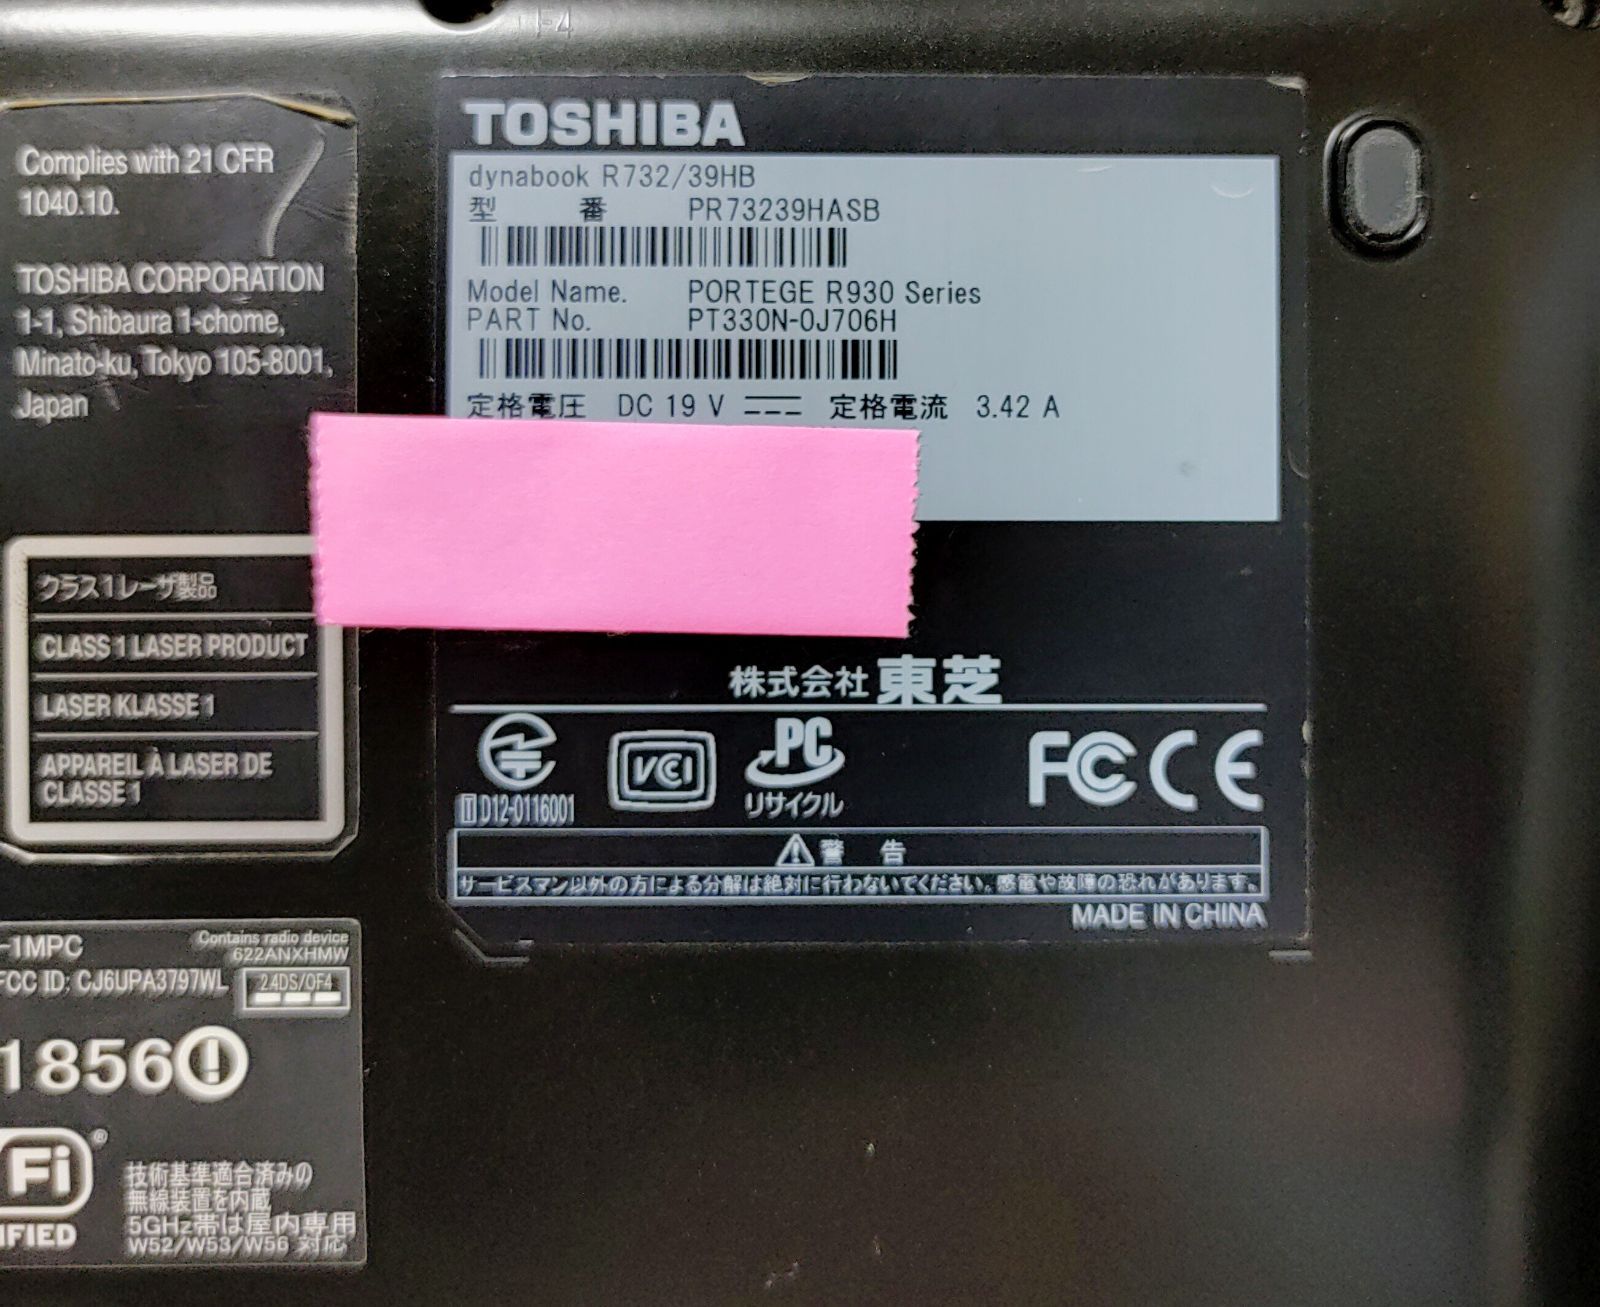 Complies with 21 CFR
1040.10.
TOSHIBA CORPORATION
1-1, Shibaura 1-chome,
Minato-ku, Tokyo 105-8001,
Japan
クラス1レーザ製品
CLASS 1 LASER PRODUCT
LASER KLASSE 1
APPAREIL À LASER DE
CLASSE 1
-1MPC
Contains radio device
622ANXHMW
FCC ID: CJ6UPA3797WL
2.4DS/OF4
1856
Fi
IFIED
技術基準適合済みの
無線装置を内蔵
5GHz帯は屋内専用
W52/W53/W56 対応
TOSHIBA
dynabook R732/39HB
型 番 PR73239HASB
Model Name. PORTEGE R930 Series
PART No. PT330N-0J706H
定格電圧 DC 19 V 定格電流 3.42 A
株式会社 東芝
T D12-0116001
VCI
PC
リサイクル
FC CE
警 告
サービスマン以外の方による分解は絶対に行わないでください。感電や故障の恐れがあります。
MADE IN CHINA